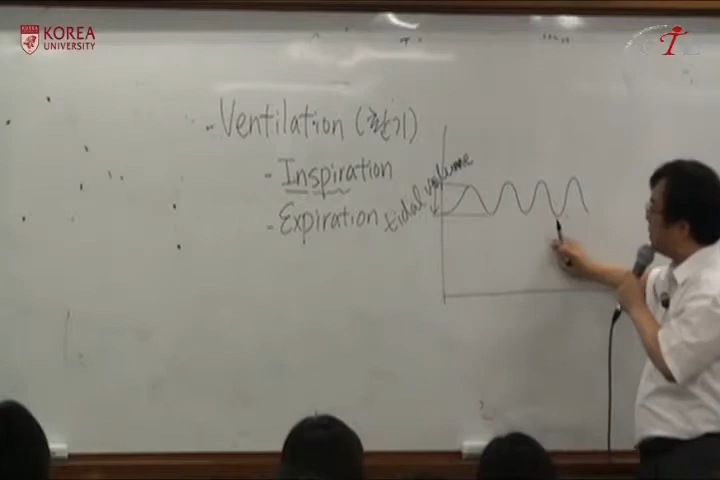 KOREA
UNIVERSITY
- Ventilation (환기)
- Inspiration
- Expiration
tidal volume